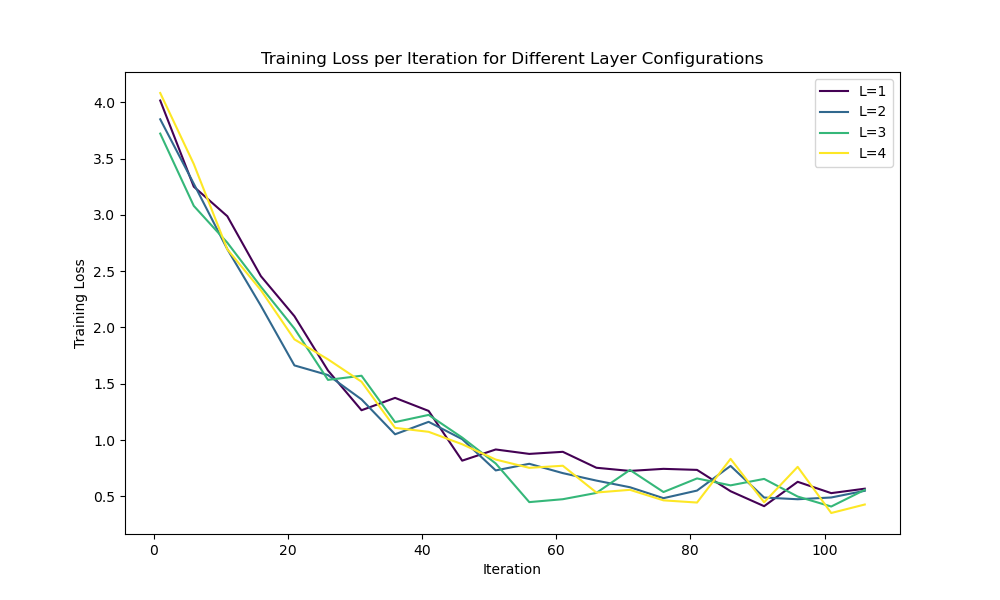 Training Loss per Iteration for Different Layer Configurations
L=1
L=2
L=3
L=4
Training Loss
4.0
3.5
3.0
2.5
2.0
1.5
1.0
0.5
0 20 40 60 80 100
Iteration